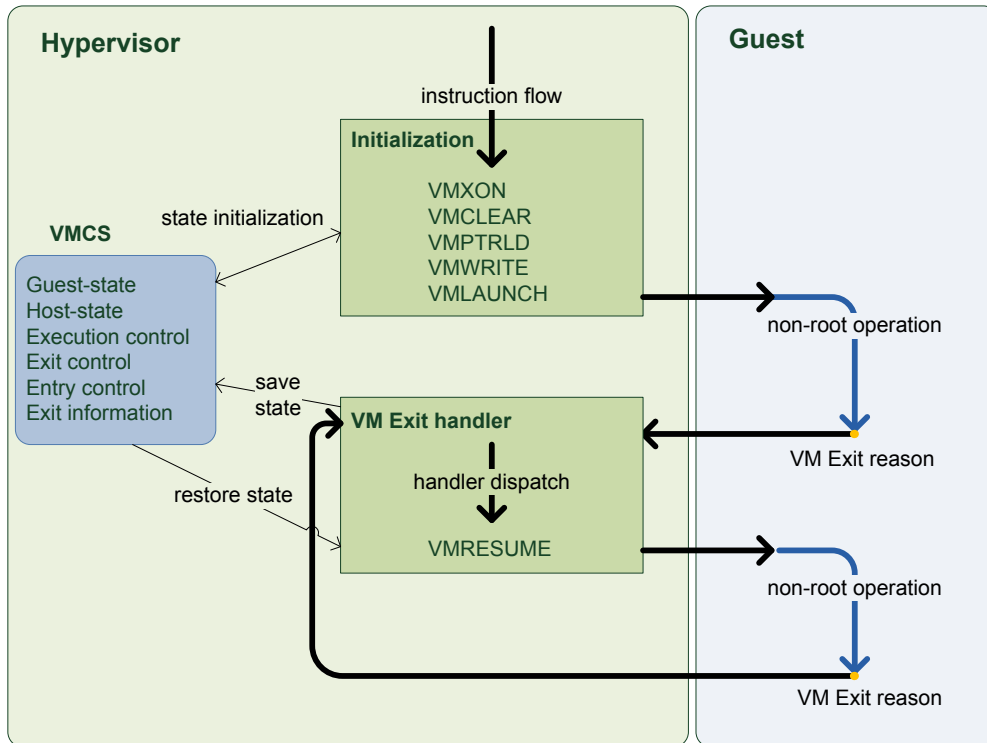 Hypervisor
Guest
instruction flow
Initialization
VMXON
VMCLEAR
VMPTRLD
VMWRITE
VMLAUNCH
state initialization
VMCS
Guest-state
Host-state
Execution control
Exit control
Entry control
Exit information
non-root operation
save
state
VM Exit handler
handler dispatch
VMRESUME
VM Exit reason
restore state
non-root operation
VM Exit reason